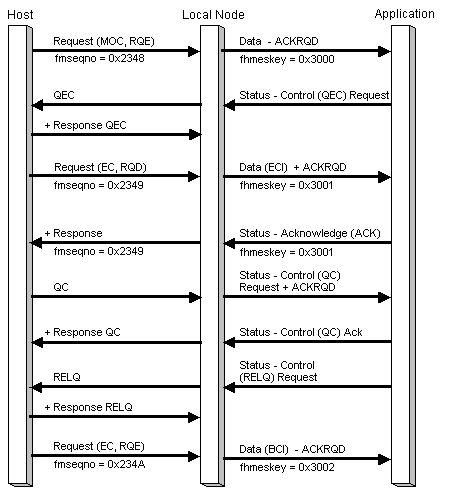 Host Local Node Application
Request (MOC, RQE) Data - ACKRQD
fmseqno = 0x2348 fhmeskey = 0x3000
QEC Status - Control (QEC) Request
+ Response QEC
Request (EC, RQD) Data (ECI) + ACKRQD
fmseqno = 0x2349 fhmeskey = 0x3001
+ Response Status - Acknowledge (ACK)
fmseqno = 0x2349 fhmeskey = 0x3001
Status - Control (QC)
QC Request + ACKRQD
+ Response QC Status - Control (QC) Ack
Status - Control
RELQ (RELQ) Request
+ Response RELQ
Request (EC, RQE) Data (BCI) - ACKRQD
fmseqno = 0x234A fhmeskey = 0x3002